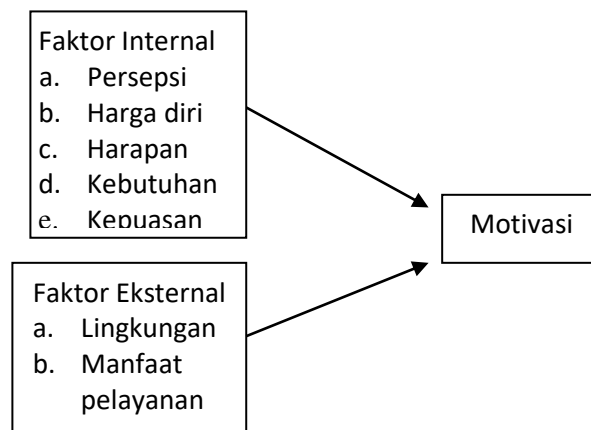 Faktor Internal
a. Persepsi
b. Harga diri
c. Harapan
d. Kebutuhan
e. Kepuasan
Motivasi
Faktor Eksternal
a. Lingkungan
b. Manfaat
pelayanan